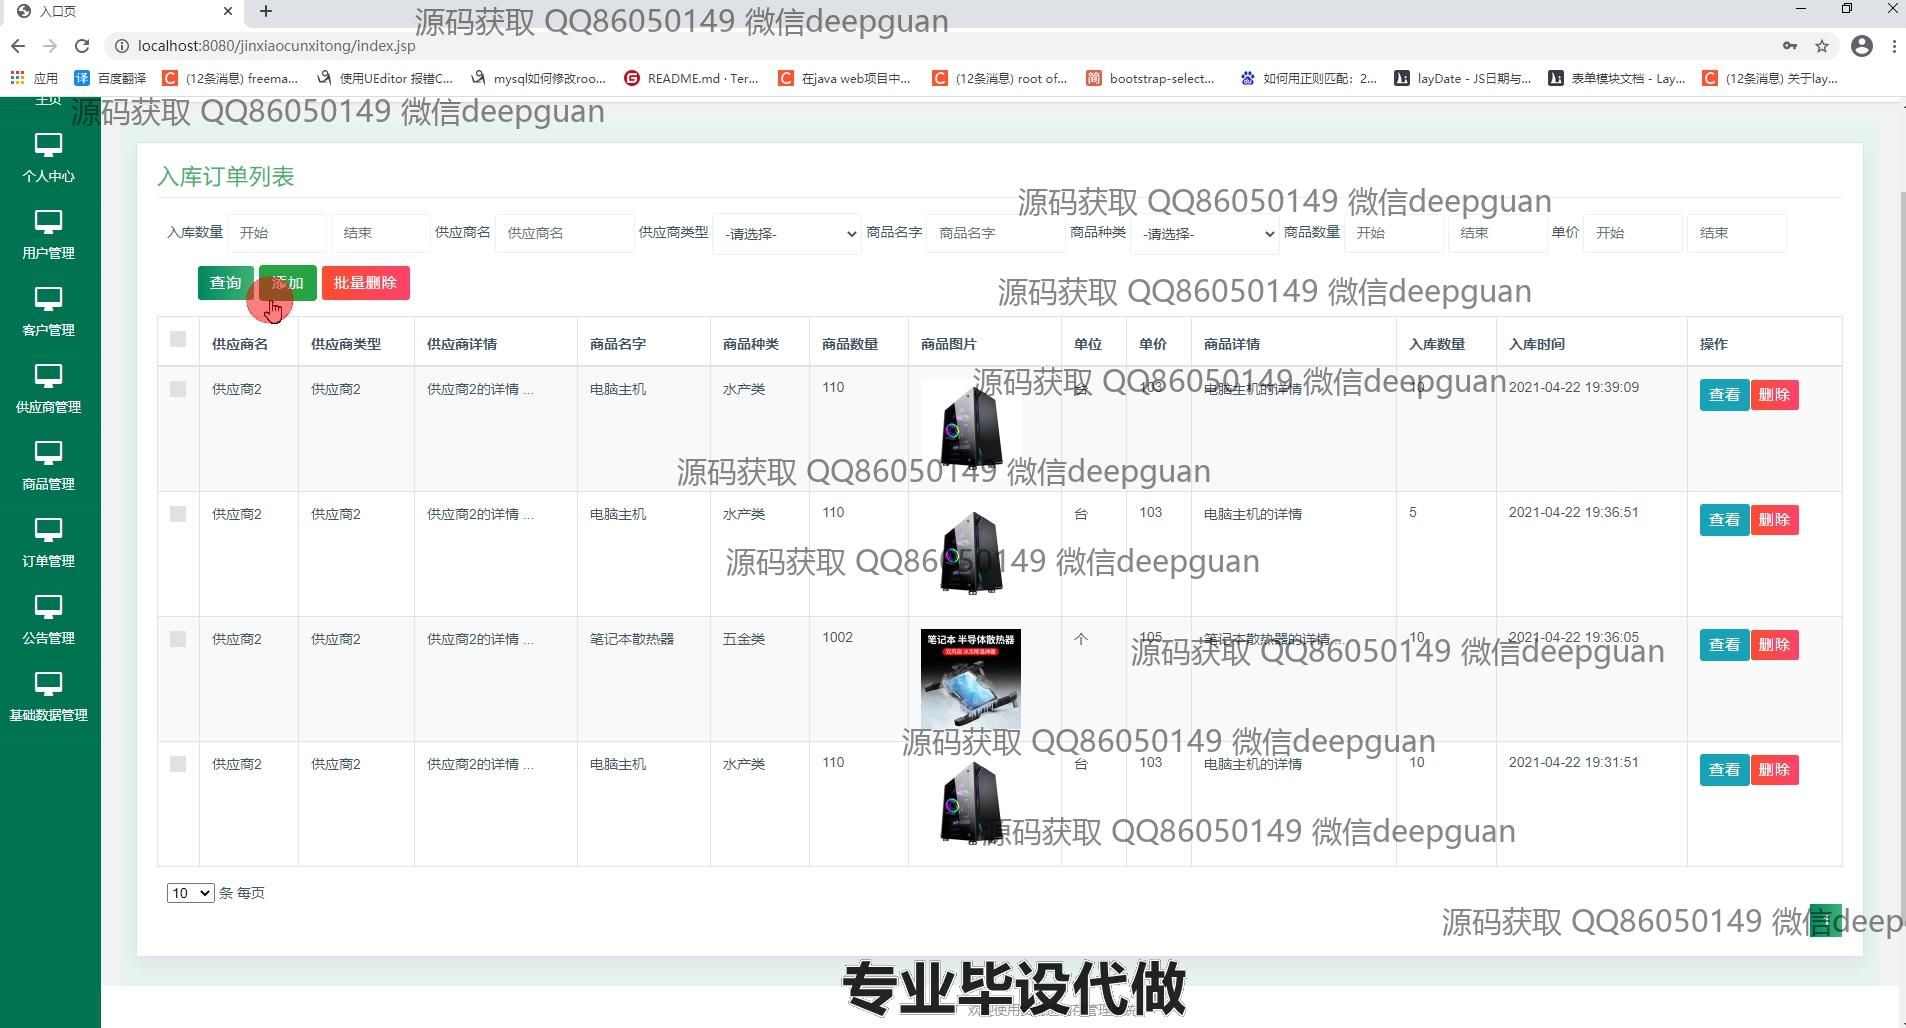 入口页
源码获取 QQ86050149 微信deepguan
localhost:8080/jinxiaocunxitong/index.jsp
应用 百度翻译 (12条消息) freema... 使用UEditor 报错C... mysql如何修改roo... README.md · Ter... 在java web项目中... (12条消息) root of... bootstrap-select... 如何用正则匹配：2... layDate - JS日期与... 表单模块文档 - Lay... (12条消息) 关于lay...
主页
源码获取 QQ86050149 微信deepguan
个人中心
用户管理
客户管理
供应商管理
商品管理
订单管理
公告管理
基础数据管理
入库订单列表
源码获取 QQ86050149 微信deepguan
入库数量 开始 结束 供应商名 供应商名 供应商类型 -请选择- 商品名字 商品名字 商品种类 -请选择- 商品数量 开始 结束 单价 开始 结束
查询 添加 批量删除
源码获取 QQ86050149 微信deepguan
供应商名 供应商类型 供应商详情 商品名字 商品种类 商品数量 商品图片 单位 单价 商品详情 入库数量 入库时间 操作
源码获取 QQ86050149 微信deepguan
供应商2 供应商2 供应商2的详情 ... 电脑主机 水产类 110 台 103 电脑主机的详情 10 2021-04-22 19:39:09 查看 删除
源码获取 QQ86050149 微信deepguan
供应商2 供应商2 供应商2的详情 ... 电脑主机 水产类 110 台 103 电脑主机的详情 5 2021-04-22 19:36:51 查看 删除
源码获取 QQ86050149 微信deepguan
供应商2 供应商2 供应商2的详情 ... 笔记本散热器 五金类 1002 个 105 笔记本散热器的详情 ... 10 2021-04-22 19:36:05 查看 删除
笔记本 半导体散热器
源码获取 QQ86050149 微信deepguan
源码获取 QQ86050149 微信deepguan
供应商2 供应商2 供应商2的详情 ... 电脑主机 水产类 110 台 103 电脑主机的详情 10 2021-04-22 19:31:51 查看 删除
源码获取 QQ86050149 微信deepguan
10 条 每页
源码获取 QQ86050149 微信deep
1
专业毕设代做